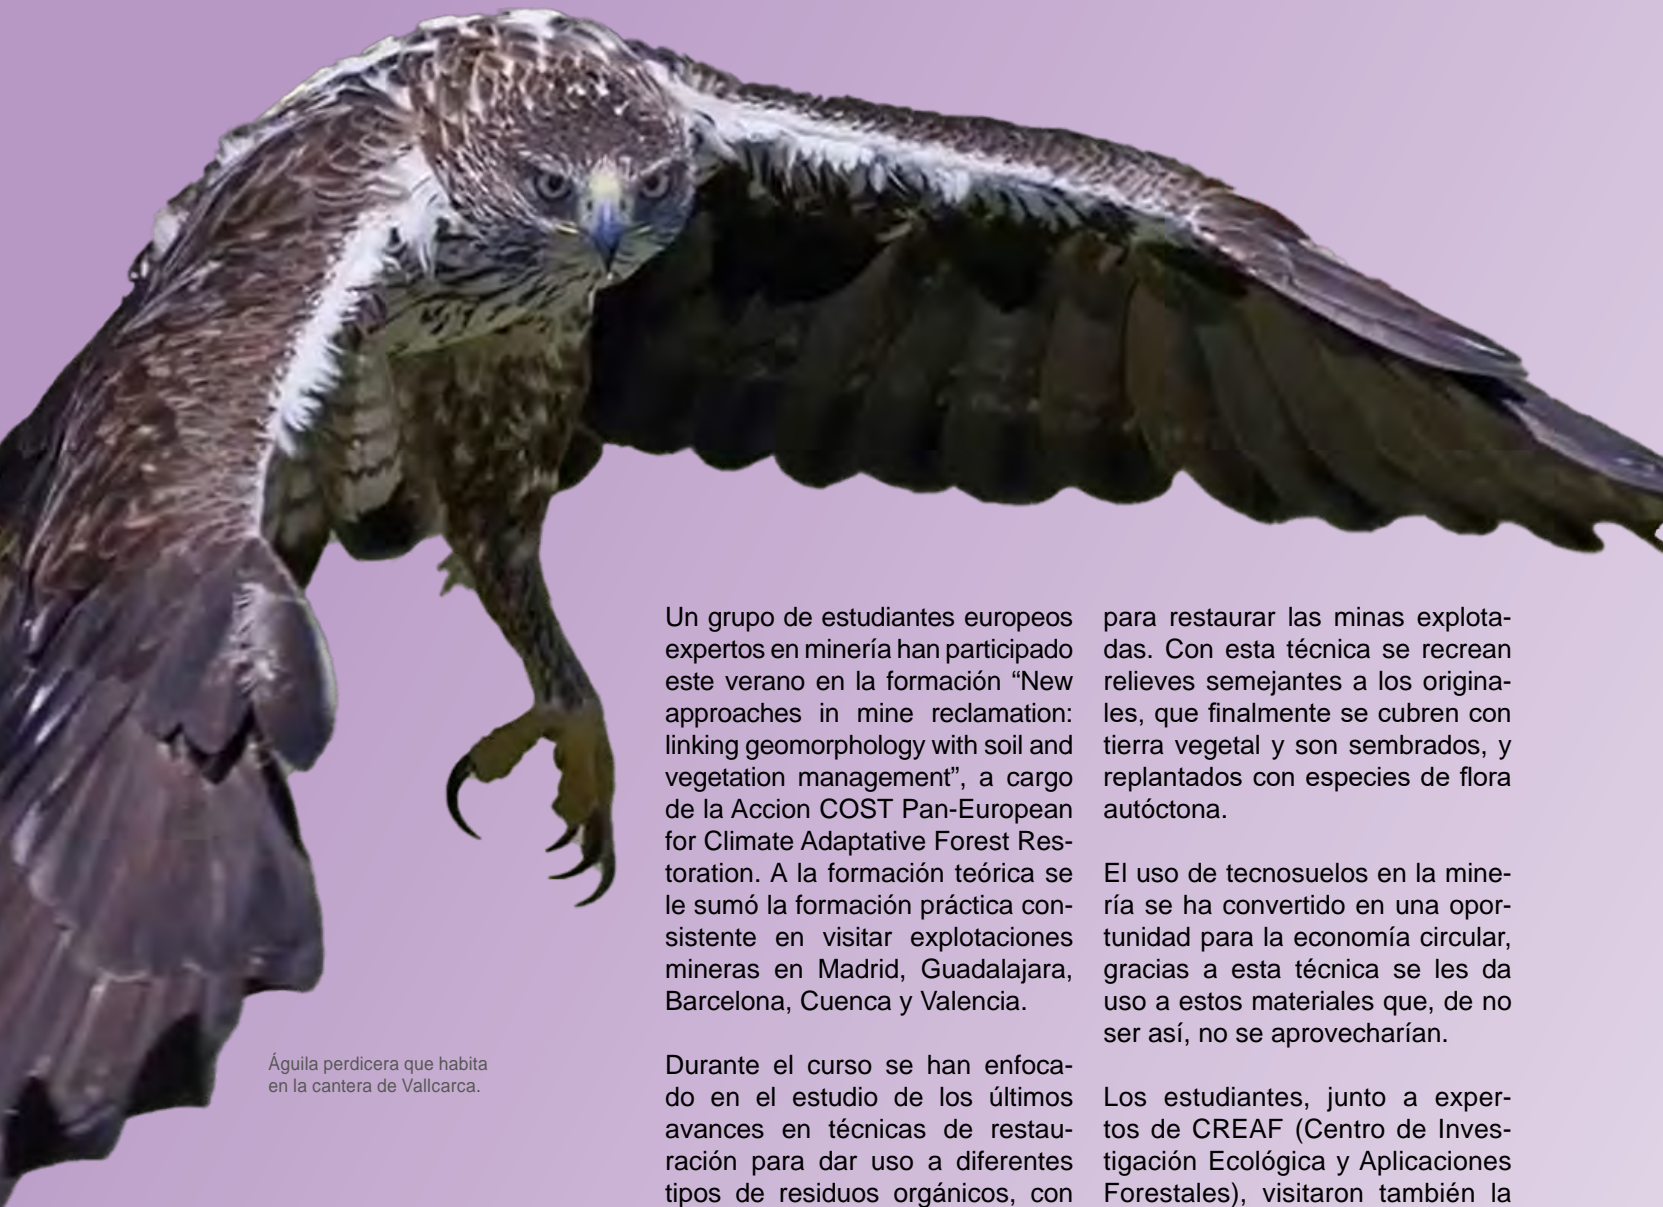 Un grupo de estudiantes europeos
expertos en minería han participado
este verano en la formación “New
approaches in mine reclamation:
linking geomorphology with soil and
vegetation management”, a cargo
de la Accion COST Pan-European
for Climate Adaptative Forest Res-
toration. A la formación teórica se
le sumó la formación práctica con-
sistente en visitar explotaciones
mineras en Madrid, Guadalajara,
Barcelona, Cuenca y Valencia.
Durante el curso se han enfoca-
do en el estudio de los últimos
avances en técnicas de restau-
ración para dar uso a diferentes
tipos de residuos orgánicos, con
para restaurar las minas explota-
das. Con esta técnica se recrean
relieves semejantes a los origina-
les, que finalmente se cubren con
tierra vegetal y son sembrados, y
replantados con especies de flora
autóctona.
El uso de tecnosuelos en la mine-
ría se ha convertido en una opor-
tunidad para la economía circular,
gracias a esta técnica se les da
uso a estos materiales que, de no
ser así, no se aprovecharían.
Los estudiantes, junto a exper-
tos de CREAF (Centro de Inves-
tigación Ecológica y Aplicaciones
Forestales), visitaron también la
Águila perdicera que habita
en la cantera de Vallcarca.